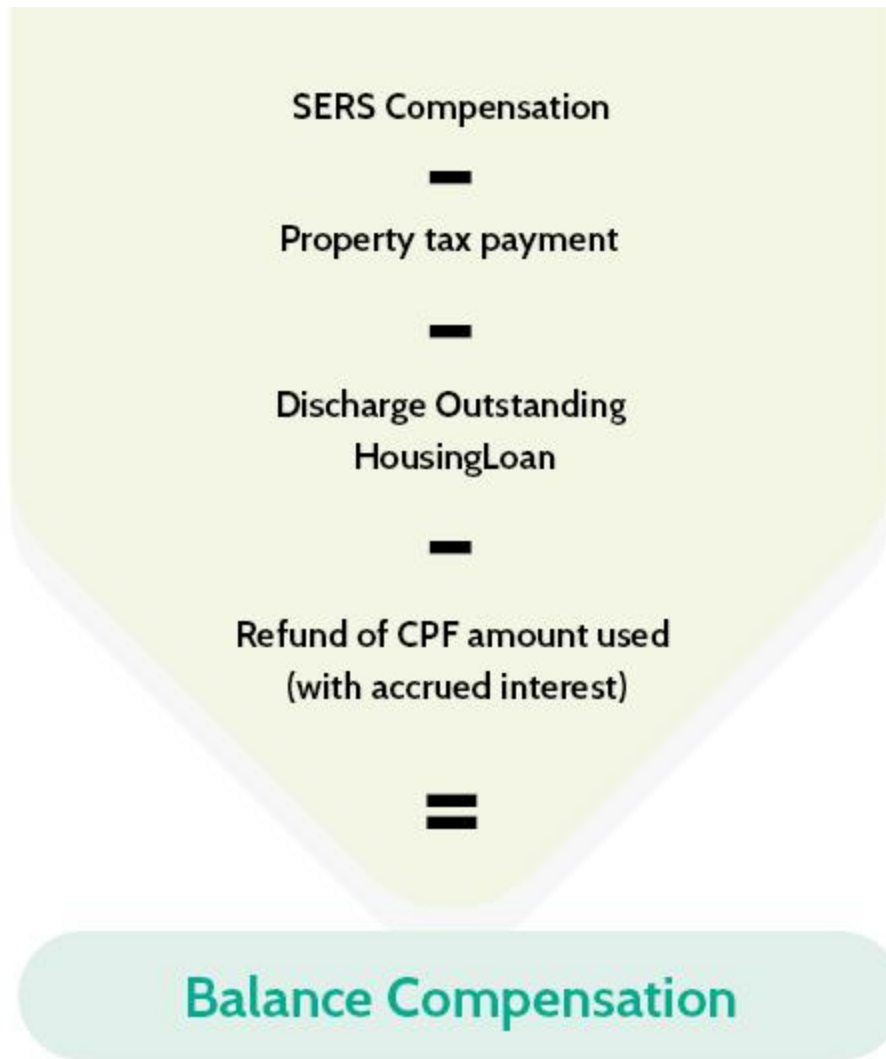 SERS Compensation
-
Property tax payment
-
Discharge Outstanding
HousingLoan
-
Refund of CPF amount used
(with accrued interest)
=
Balance Compensation